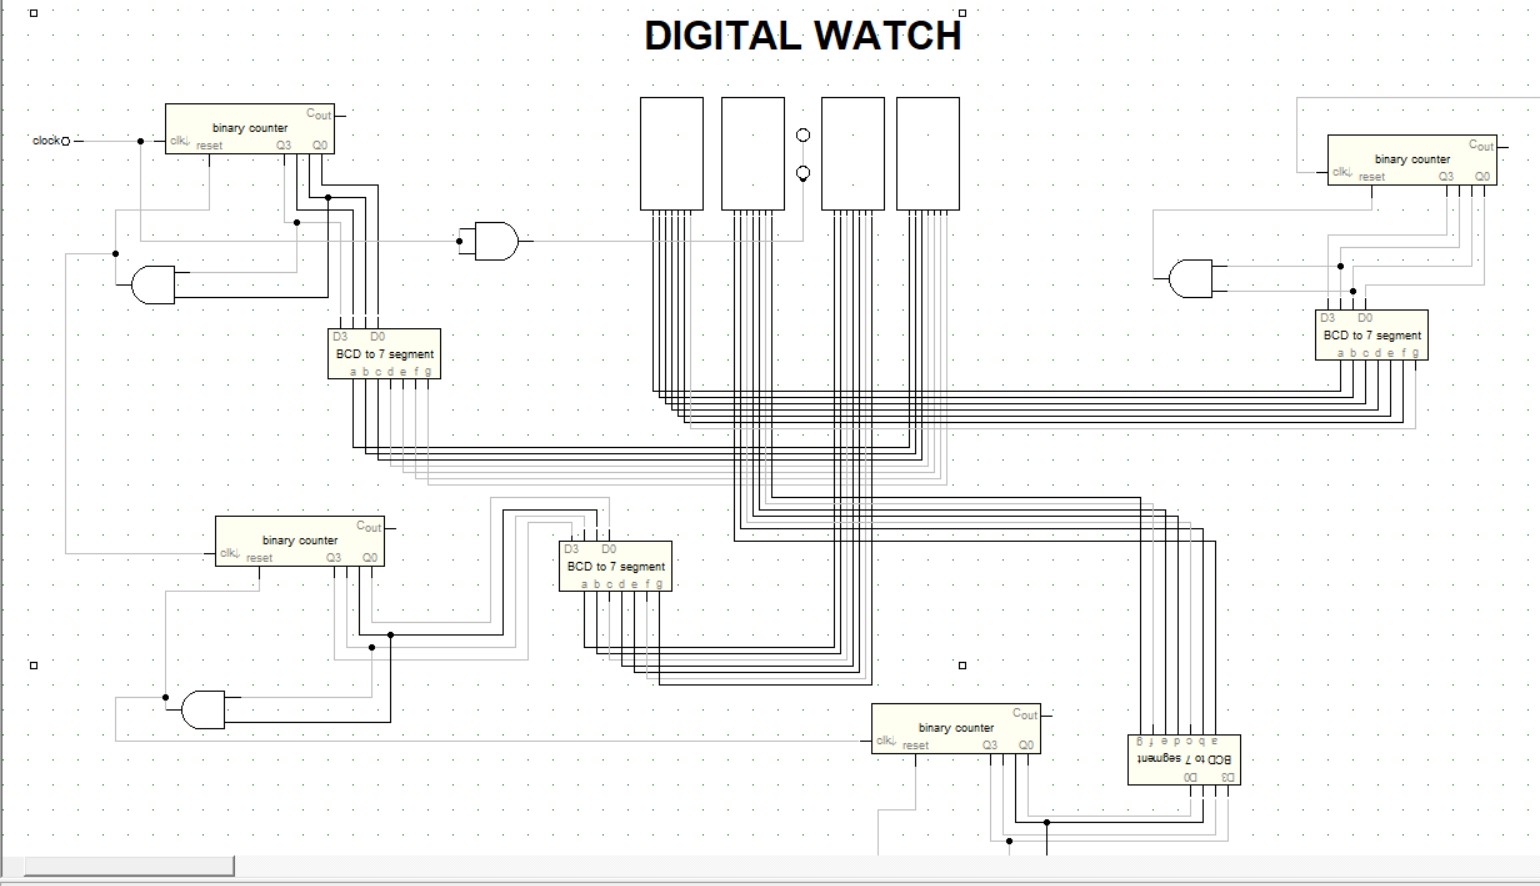 DIGITAL WATCH
clock
Cout
binary counter
clk
reset
Q3
Q0
Cout
binary counter
clk
reset
Q3
Q0
D3
D0
BCD to 7 segment
a b c d e f g
D3
D0
BCD to 7 segment
a b c d e f g
Cout
binary counter
clk
reset
Q3
Q0
D3
D0
BCD to 7 segment
a b c d e f g
Cout
binary counter
clk
reset
Q3
Q0
a b c d e f g
BCD to 7 segment
D3
D0